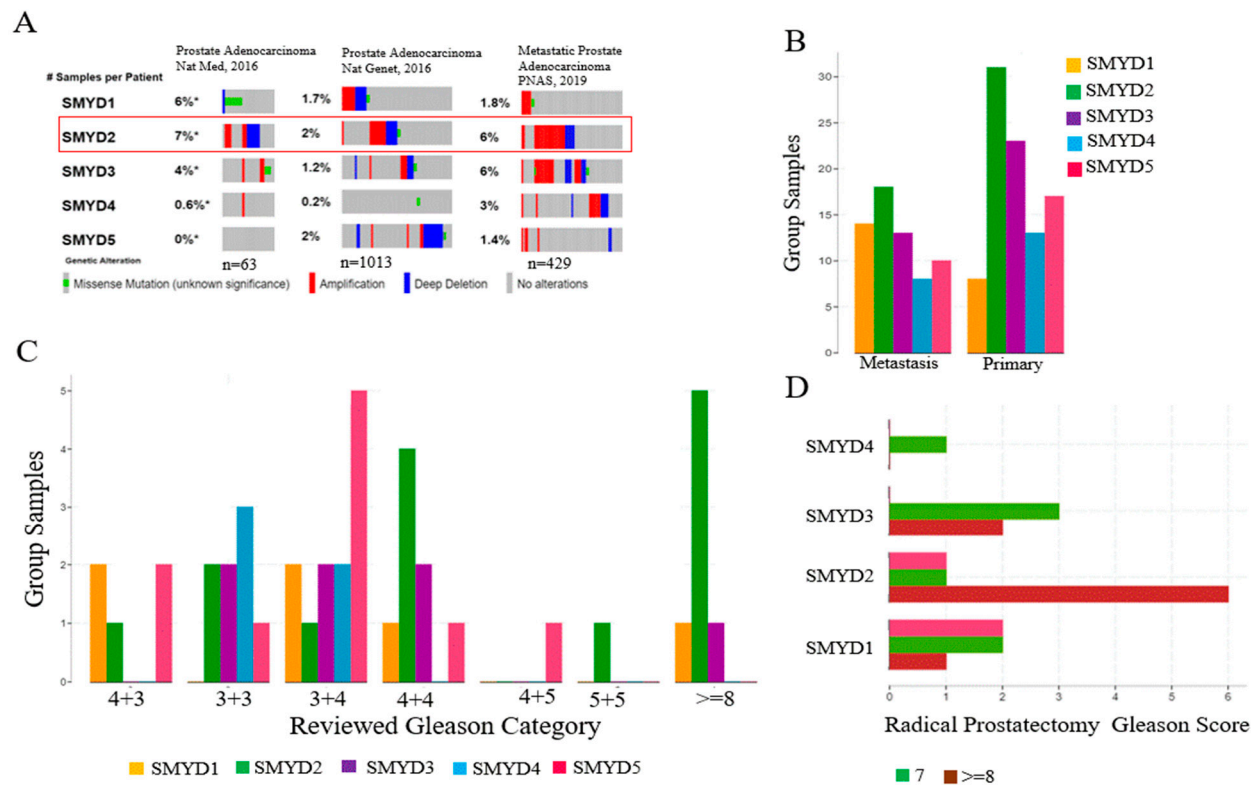 A
Prostate Adenocarcinoma
Nat Med, 2016
Prostate Adenocarcinoma
Nat Genet, 2016
Metastatic Prostate
Adenocarcinoma
PNAS, 2019
# Samples per Patient
SMYD1 6%* 1.7% 1.8%
SMYD2 7%* 2% 6%
SMYD3 4%* 1.2% 6%
SMYD4 0.6%* 0.2% 3%
SMYD5 0%* 2% 1.4%
Genetic Alteration n=63 n=1013 n=429
Missense Mutation (unknown significance) Amplification Deep Deletion No alterations
B
Group Samples
30
25
20
15
10
5
0
Metastasis Primary
SMYD1
SMYD2
SMYD3
SMYD4
SMYD5
C
Group Samples
5
4
3
2
1
0
4+3 3+3 3+4 4+4 4+5 5+5 >=8
Reviewed Gleason Category
SMYD1 SMYD2 SMYD3 SMYD4 SMYD5
D
SMYD4
SMYD3
SMYD2
SMYD1
0 1 2 3 4 5 6
Radical Prostatectomy Gleason Score
7 >=8